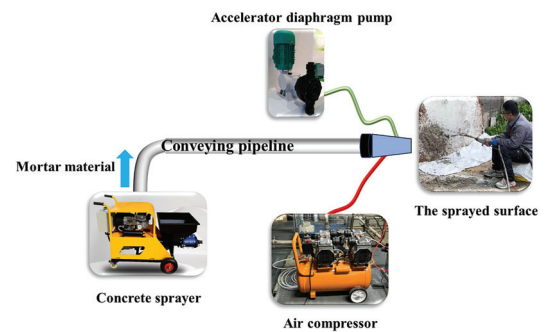 Accelerator diaphragm pump
Conveying pipeline
Mortar material
The sprayed surface
Concrete sprayer
Air compressor